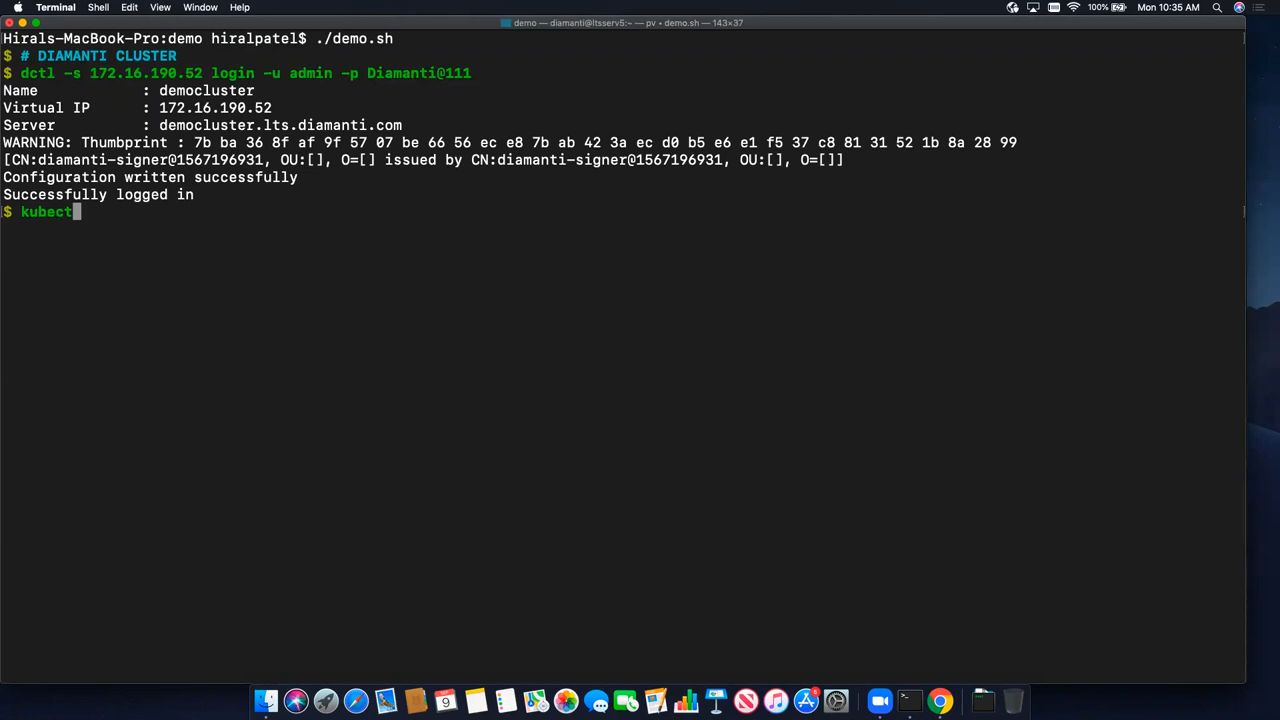 Terminal Shell Edit View Window Help
100% Mon 10:35 AM
demo — diamanti@ltsserv5:~ — pv • demo.sh — 143×37
Hirals-MacBook-Pro:demo hiralpatel$ ./demo.sh
$ # DIAMANTI CLUSTER
$ dctl -s 172.16.190.52 login -u admin -p Diamanti@111
Name : democluster
Virtual IP : 172.16.190.52
Server : democluster.lts.diamanti.com
WARNING: Thumbprint : 7b ba 36 8f af 9f 57 07 be 66 56 ec e8 7b ab 42 3a ec d0 b5 e6 e1 f5 37 c8 81 31 52 1b 8a 28 99
[CN:diamanti-signer@1567196931, OU:[], O=[] issued by CN:diamanti-signer@1567196931, OU:[], O=[]]
Configuration written successfully
Successfully logged in
$ kubect
9